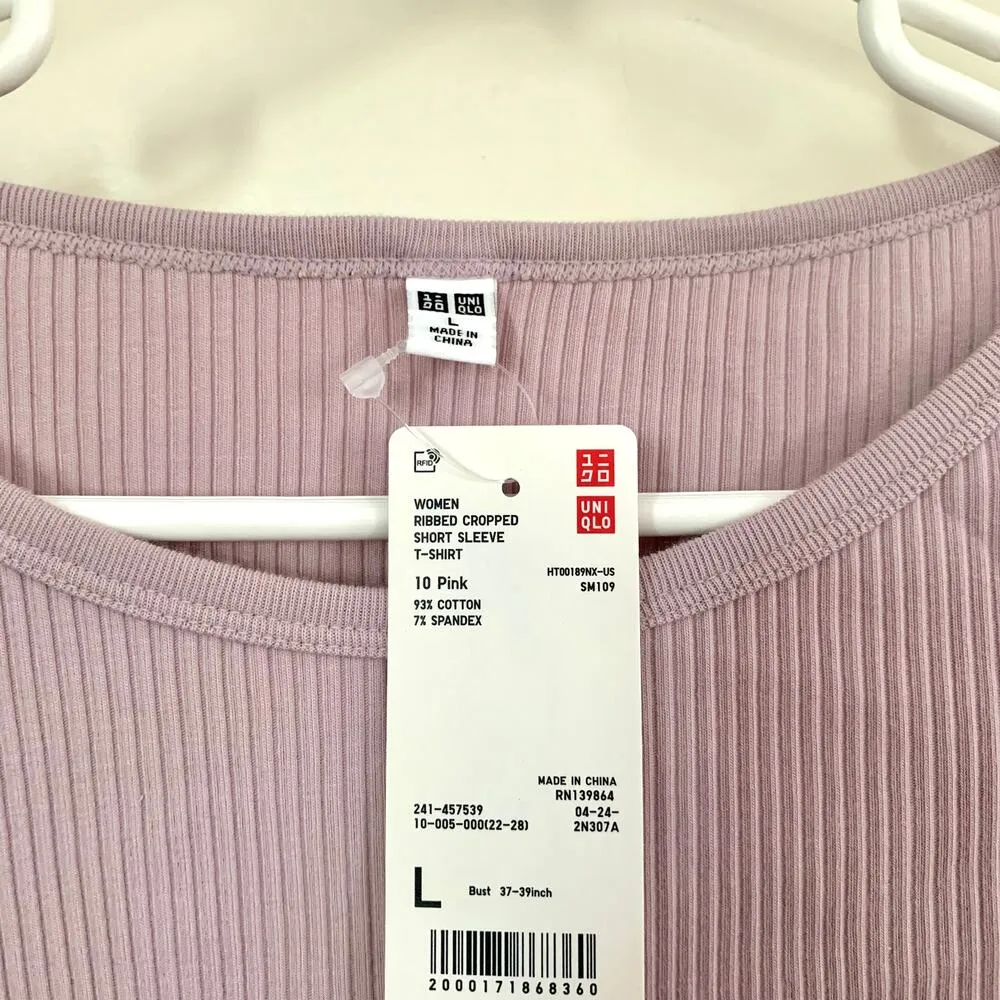 ユニ
クロ
UNI
QLO
L
MADE IN
CHINA
RFID
ユニ
クロ
UNI
QLO
WOMEN
RIBBED CROPPED
SHORT SLEEVE
T-SHIRT
10 Pink
HT00189NX-US
SM109
93% COTTON
7% SPANDEX
MADE IN CHINA
RN139864
241-457539
04-24-
10-005-000(22-28)
2N307A
L
Bust 37-39inch
2000171868360